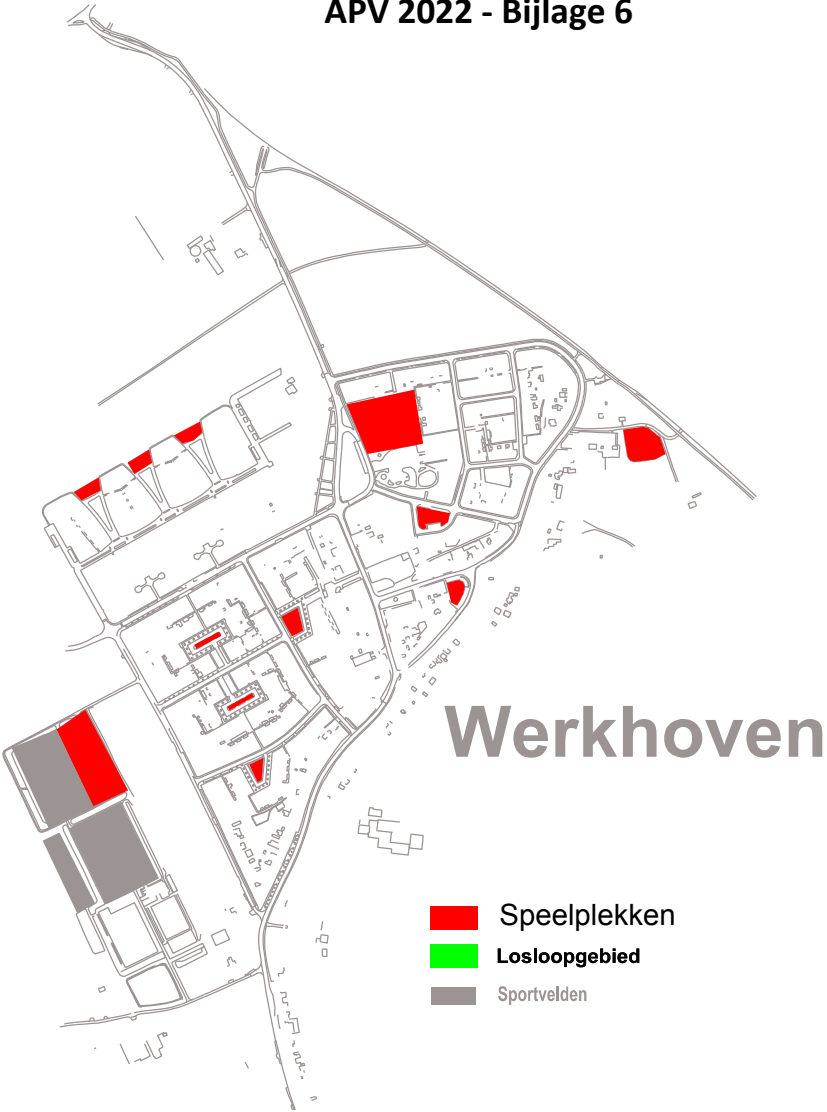 APV 2022 - Bijlage 6
Werkhoven
Speelplekken
Losloopgebied
Sportvelden